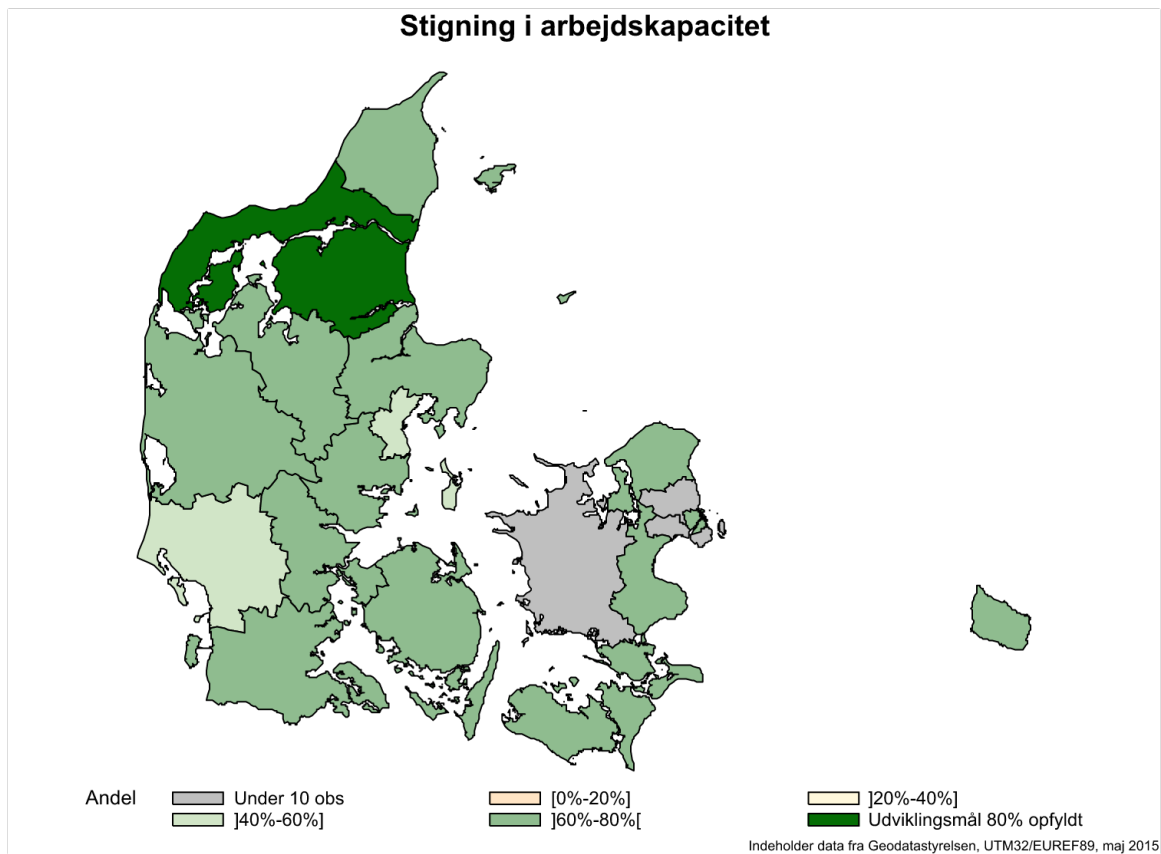 Stigning i arbejdskapacitet
Andel Under 10 obs [0%-20%] ]20%-40%]
]40%-60%] ]60%-80%[ Udviklingsmål 80% opfyldt
Indeholder data fra Geodatastyrelsen, UTM32/EUREF89, maj 2015